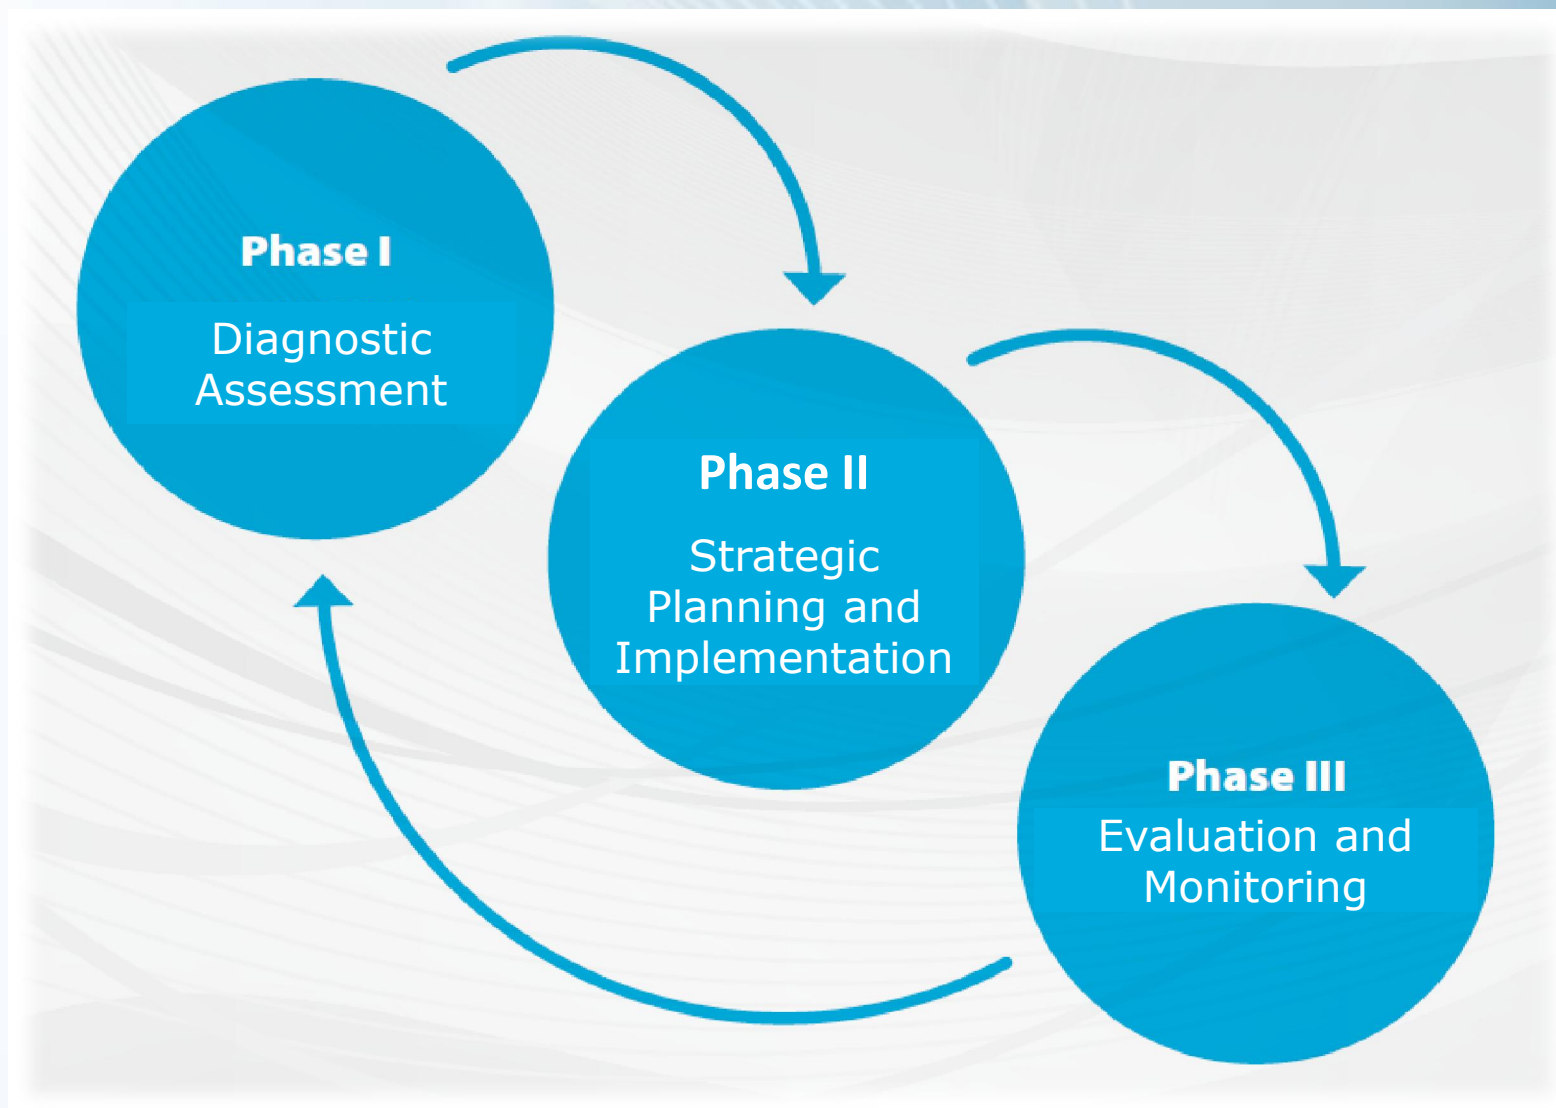 Phase I
Diagnostic
Assessment
Phase II
Strategic
Planning and
Implementation
Phase III
Evaluation and
Monitoring